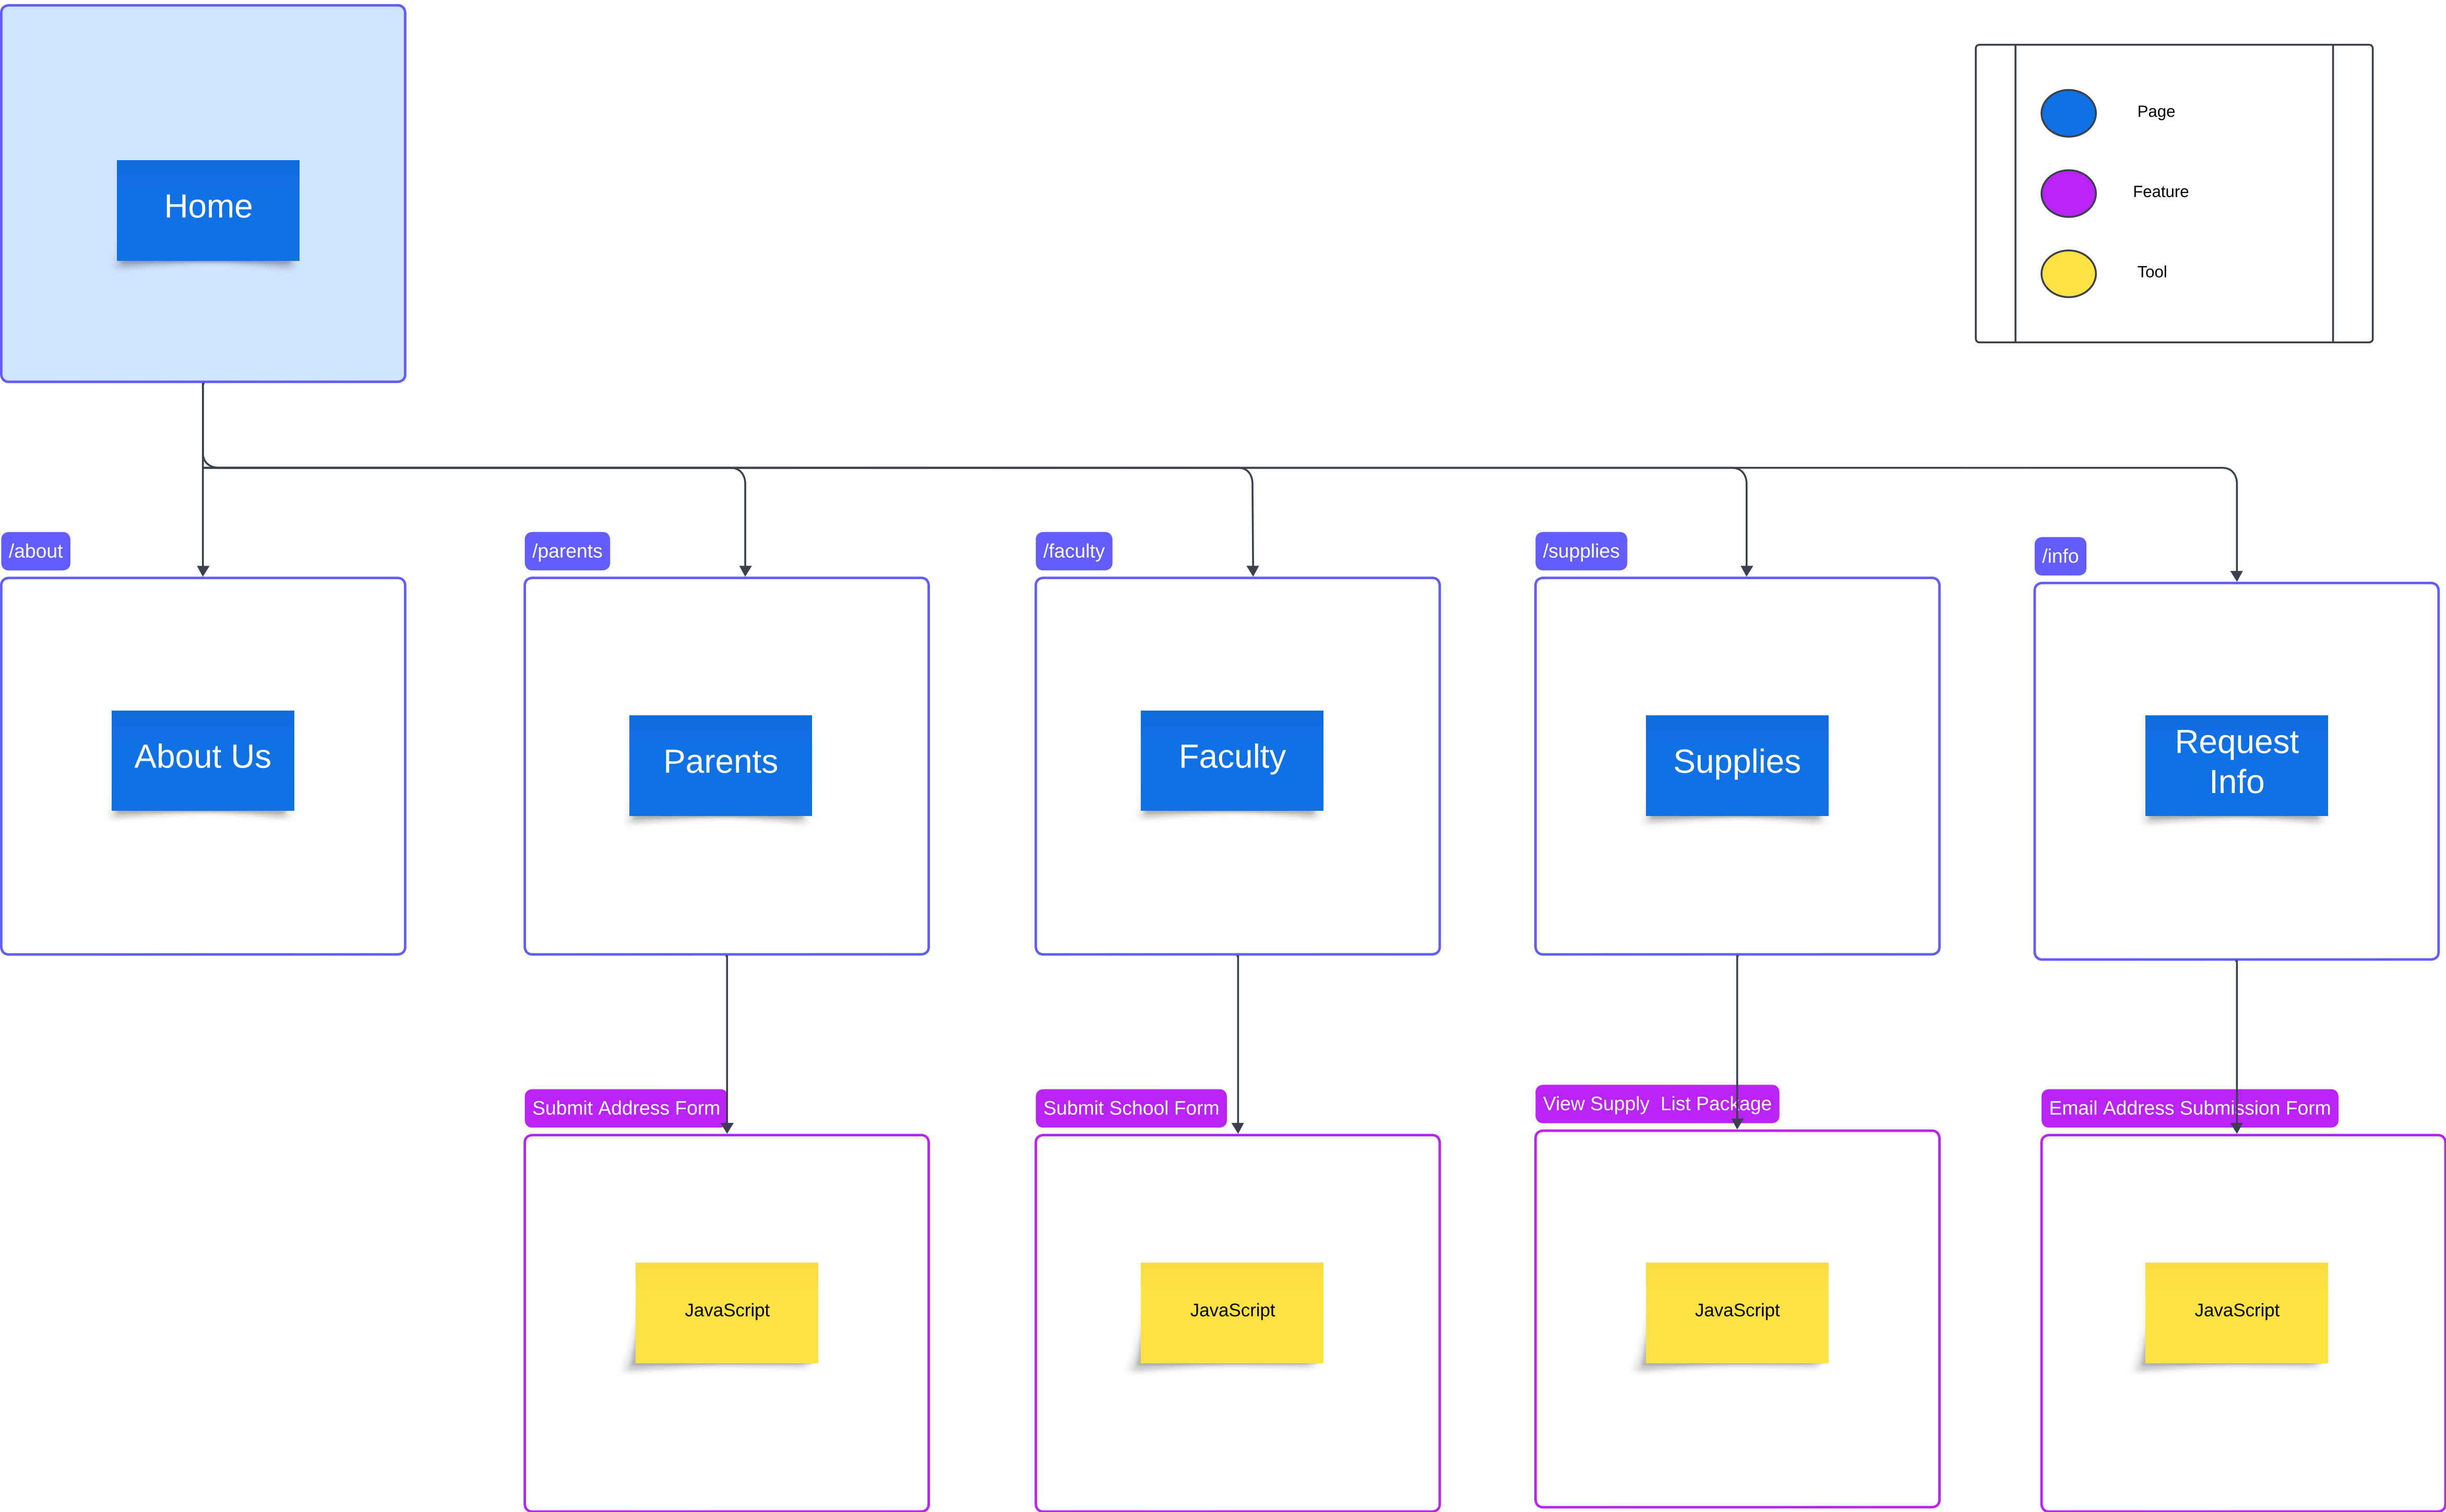 Home
Page
Feature
Tool
/about
/parents
/faculty
/supplies
/info
About Us
Parents
Faculty
Supplies
Request
Info
Submit Address Form
Submit School Form
View Supply  List Package
Email Address Submission Form
JavaScript
JavaScript
JavaScript
JavaScript